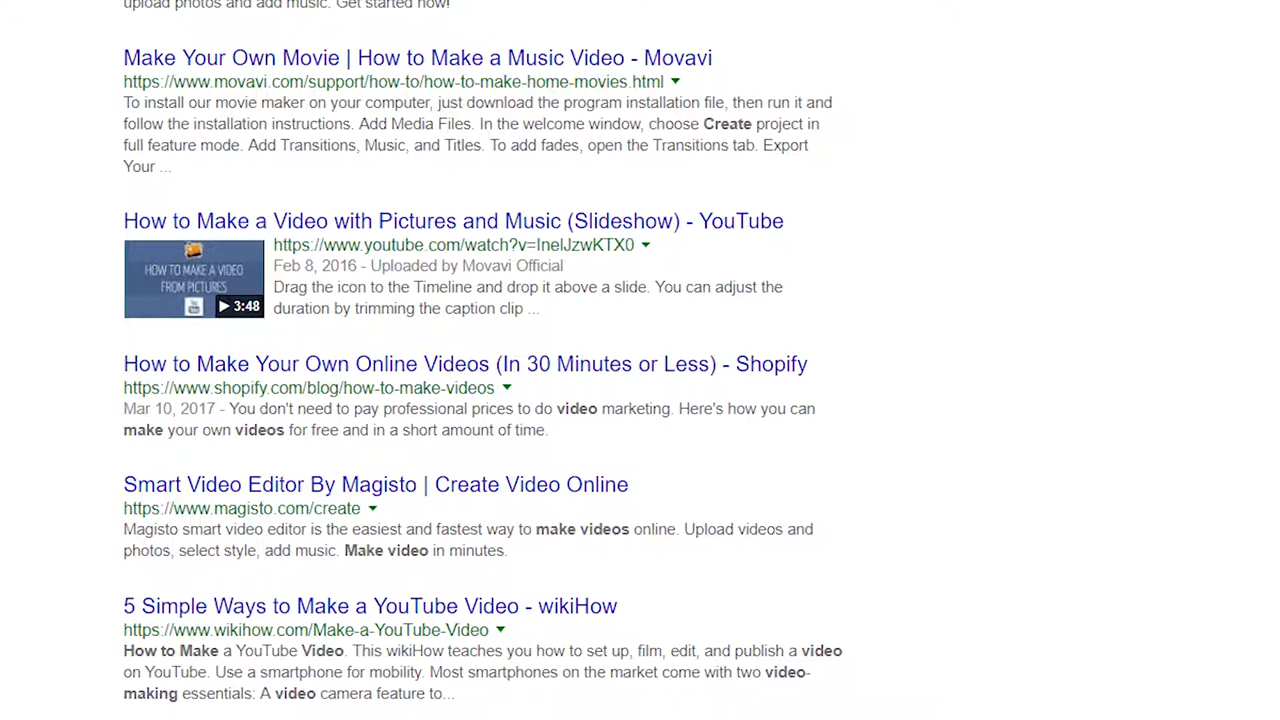 upload photos and add music. Get started now!
Make Your Own Movie | How to Make a Music Video - Movavi
https://www.movavi.com/support/how-to/how-to-make-home-movies.html
To install our movie maker on your computer, just download the program installation file, then run it and
follow the installation instructions. Add Media Files. In the welcome window, choose Create project in
full feature mode. Add Transitions, Music, and Titles. To add fades, open the Transitions tab. Export
Your ...
How to Make a Video with Pictures and Music (Slideshow) - YouTube
HOW TO MAKE A VIDEO
FROM PICTURES
You Tube
3:48
https://www.youtube.com/watch?v=InelJzwKTX0
Feb 8, 2016 - Uploaded by Movavi Official
Drag the icon to the Timeline and drop it above a slide. You can adjust the
duration by trimming the caption clip ...
How to Make Your Own Online Videos (In 30 Minutes or Less) - Shopify
https://www.shopify.com/blog/how-to-make-videos
Mar 10, 2017 - You don't need to pay professional prices to do video marketing. Here's how you can
make your own videos for free and in a short amount of time.
Smart Video Editor By Magisto | Create Video Online
https://www.magisto.com/create
Magisto smart video editor is the easiest and fastest way to make videos online. Upload videos and
photos, select style, add music. Make video in minutes.
5 Simple Ways to Make a YouTube Video - wikiHow
https://www.wikihow.com/Make-a-YouTube-Video
How to Make a YouTube Video. This wikiHow teaches you how to set up, film, edit, and publish a video
on YouTube. Use a smartphone for mobility. Most smartphones on the market come with two video-
making essentials: A video camera feature to...